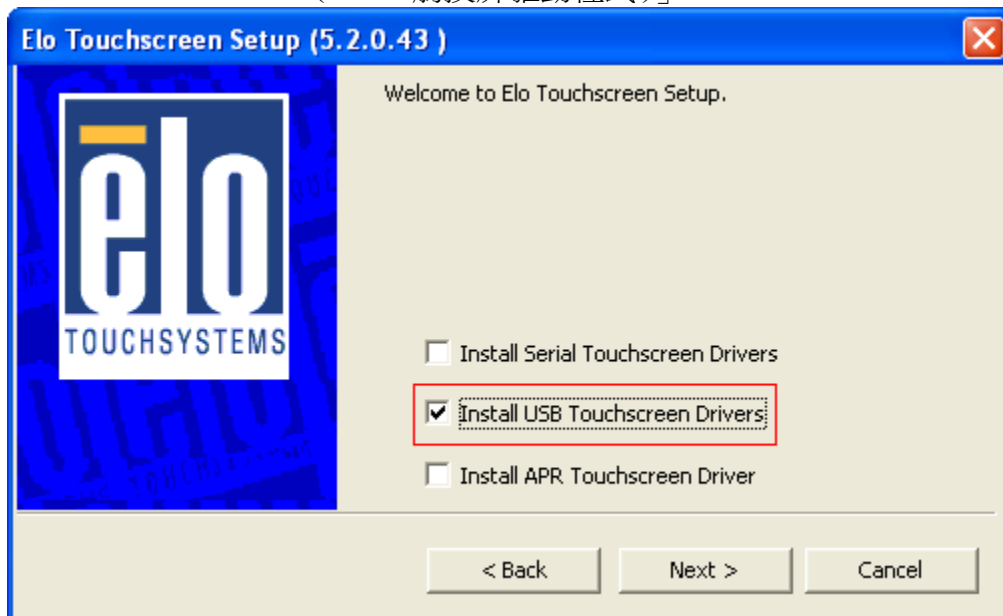 Elo Touchscreen Setup (5.2.0.43 )
Welcome to Elo Touchscreen Setup.
elo
TOUCHSYSTEMS
Install Serial Touchscreen Drivers
Install USB Touchscreen Drivers
Install APR Touchscreen Driver
< Back
Next >
Cancel